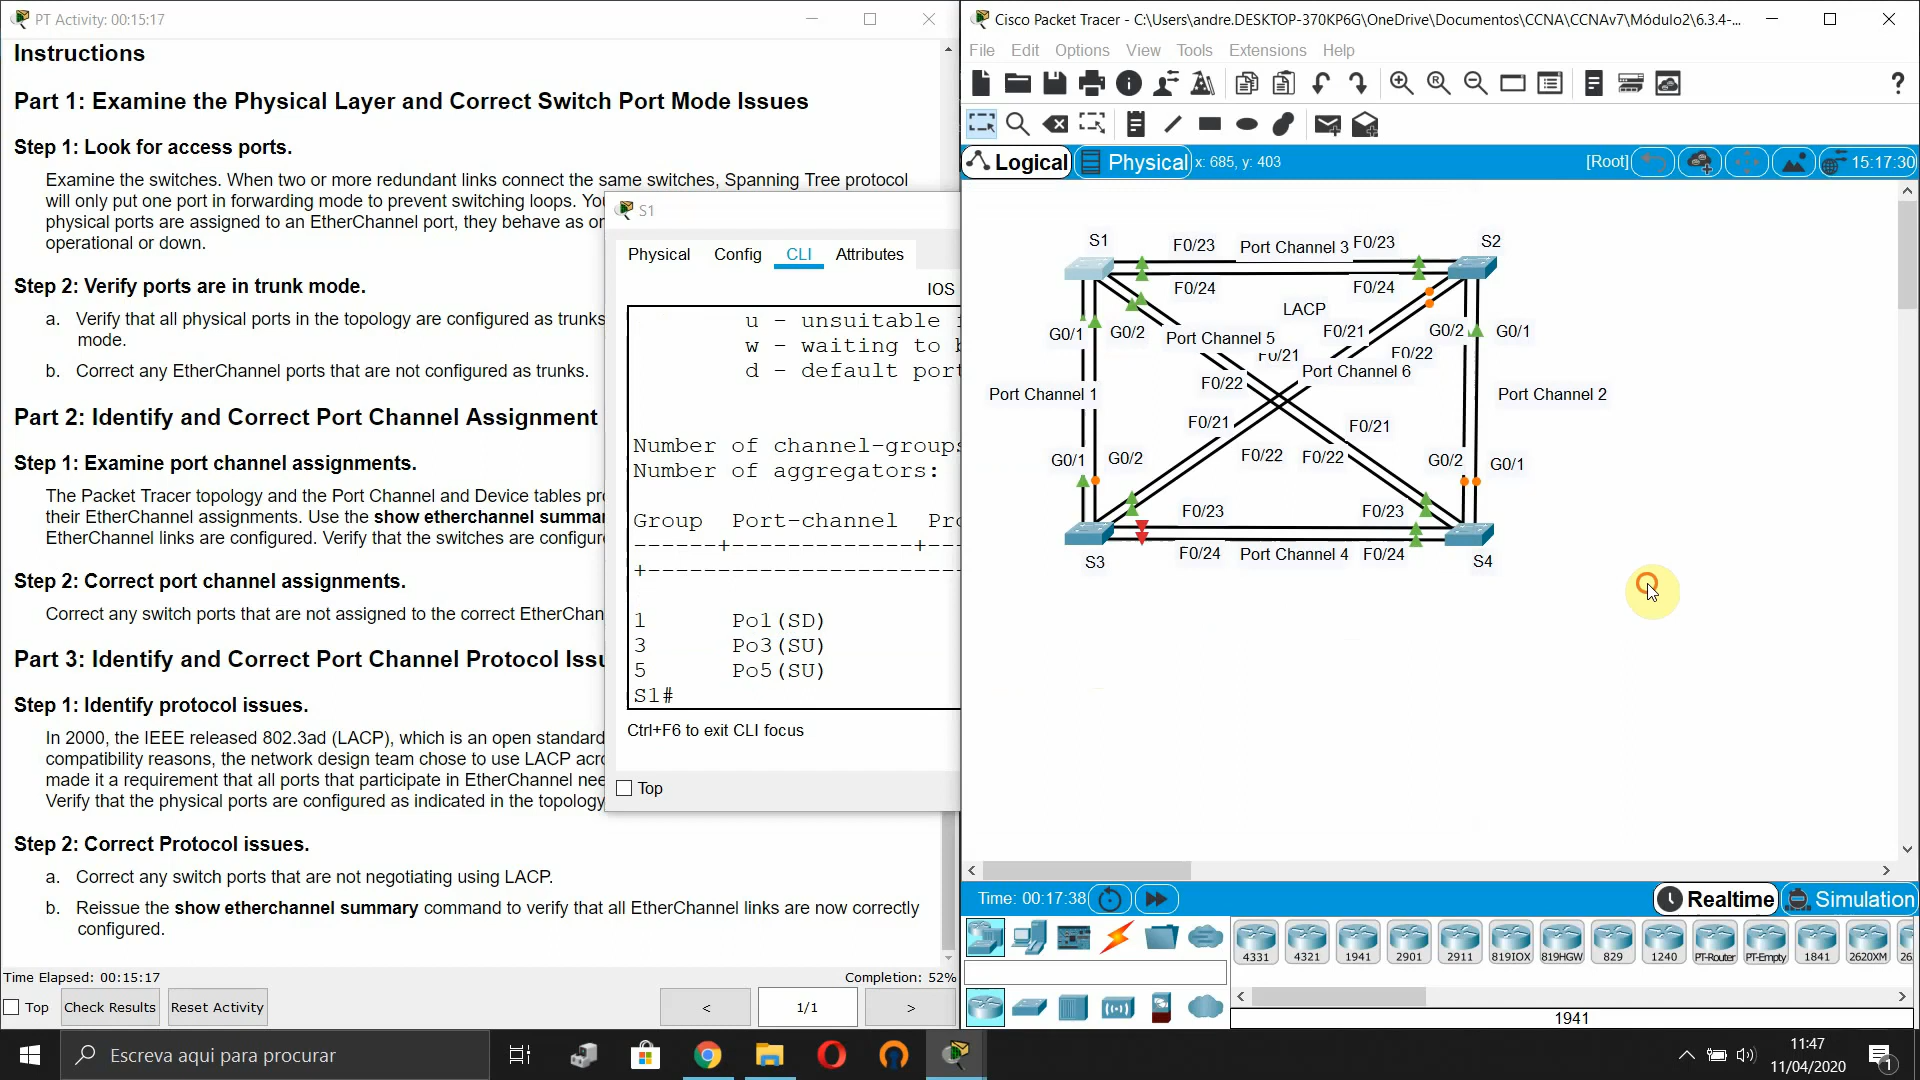 PT Activity: 00:15:17
Instructions
Part 1: Examine the Physical Layer and Correct Switch Port Mode Issues
Step 1: Look for access ports.
Examine the switches. When two or more redundant links connect the same switches, Spanning Tree protocol
will only put one port in forwarding mode to prevent switching loops. You
physical ports are assigned to an EtherChannel port, they behave as on
operational or down.
Step 2: Verify ports are in trunk mode.
a. Verify that all physical ports in the topology are configured as trunks
mode.
b. Correct any EtherChannel ports that are not configured as trunks.
Part 2: Identify and Correct Port Channel Assignment
Step 1: Examine port channel assignments.
The Packet Tracer topology and the Port Channel and Device tables pro
their EtherChannel assignments. Use the show etherchannel summar
EtherChannel links are configured. Verify that the switches are configur
Step 2: Correct port channel assignments.
Correct any switch ports that are not assigned to the correct EtherChan
Part 3: Identify and Correct Port Channel Protocol Issu
Step 1: Identify protocol issues.
In 2000, the IEEE released 802.3ad (LACP), which is an open standard
compatibility reasons, the network design team chose to use LACP acro
made it a requirement that all ports that participate in EtherChannel nee
Verify that the physical ports are configured as indicated in the topology
Step 2: Correct Protocol issues.
a. Correct any switch ports that are not negotiating using LACP.
b. Reissue the show etherchannel summary command to verify that all EtherChannel links are now correctly
configured.
Time Elapsed: 00:15:17
Completion: 52%
Top
Check Results
Reset Activity
<
1/1
>
S1
Physical
Config
CLI
Attributes
IOS
u - unsuitable
w - waiting to b
d - default port
Number of channel-groups
Number of aggregators:
Group Port-channel Pro
------+-------------+--
+----------------------
1 Po1(SD)
3 Po3(SU)
5 Po5(SU)
S1#
Ctrl+F6 to exit CLI focus
Top
Cisco Packet Tracer - C:\Users\andre.DESKTOP-370KP6G\OneDrive\Documentos\CCNA\CCNAv7\Módulo2\6.3.4-...
File Edit Options View Tools Extensions Help
?
Logical
Physical
x: 685, y: 403
[Root]
15:17:30
S1
F0/23
Port Channel 3
F0/23
S2
F0/24
F0/24
LACP
G0/1
G0/2
Port Channel 5
F0/21
G0/2
G0/1
F0/21
F0/22
F0/22
Port Channel 6
Port Channel 1
Port Channel 2
F0/21
F0/21
G0/1
G0/2
F0/22
F0/22
G0/2
G0/1
F0/23
F0/23
S3
F0/24
Port Channel 4
F0/24
S4
Time: 00:17:38
Realtime
Simulation
4331
4321
1941
2901
2911
819IOX
819HGW
829
1240
PT-Router
PT-Empty
1841
2620XM
26
1941
Escreva aqui para procurar
11:47
11/04/2020
1